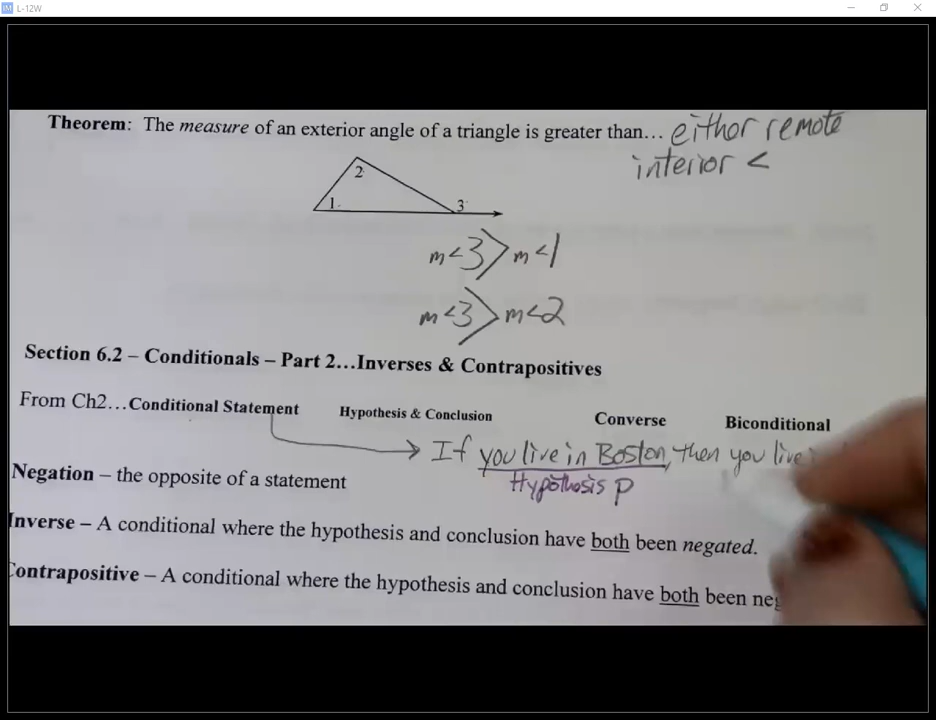 L-12W
Theorem: The measure of an exterior angle of a triangle is greater than... either remote
interior <
2
1
3
m<3 > m<1
m<3 > m<2
Section 6.2 – Conditionals – Part 2...Inverses & Contrapositives
From Ch2...Conditional Statement Hypothesis & Conclusion Converse Biconditional
If you live in Boston, then you live
Hypothesis p
Negation – the opposite of a statement
Inverse – A conditional where the hypothesis and conclusion have both been negated.
Contrapositive – A conditional where the hypothesis and conclusion have both been neg